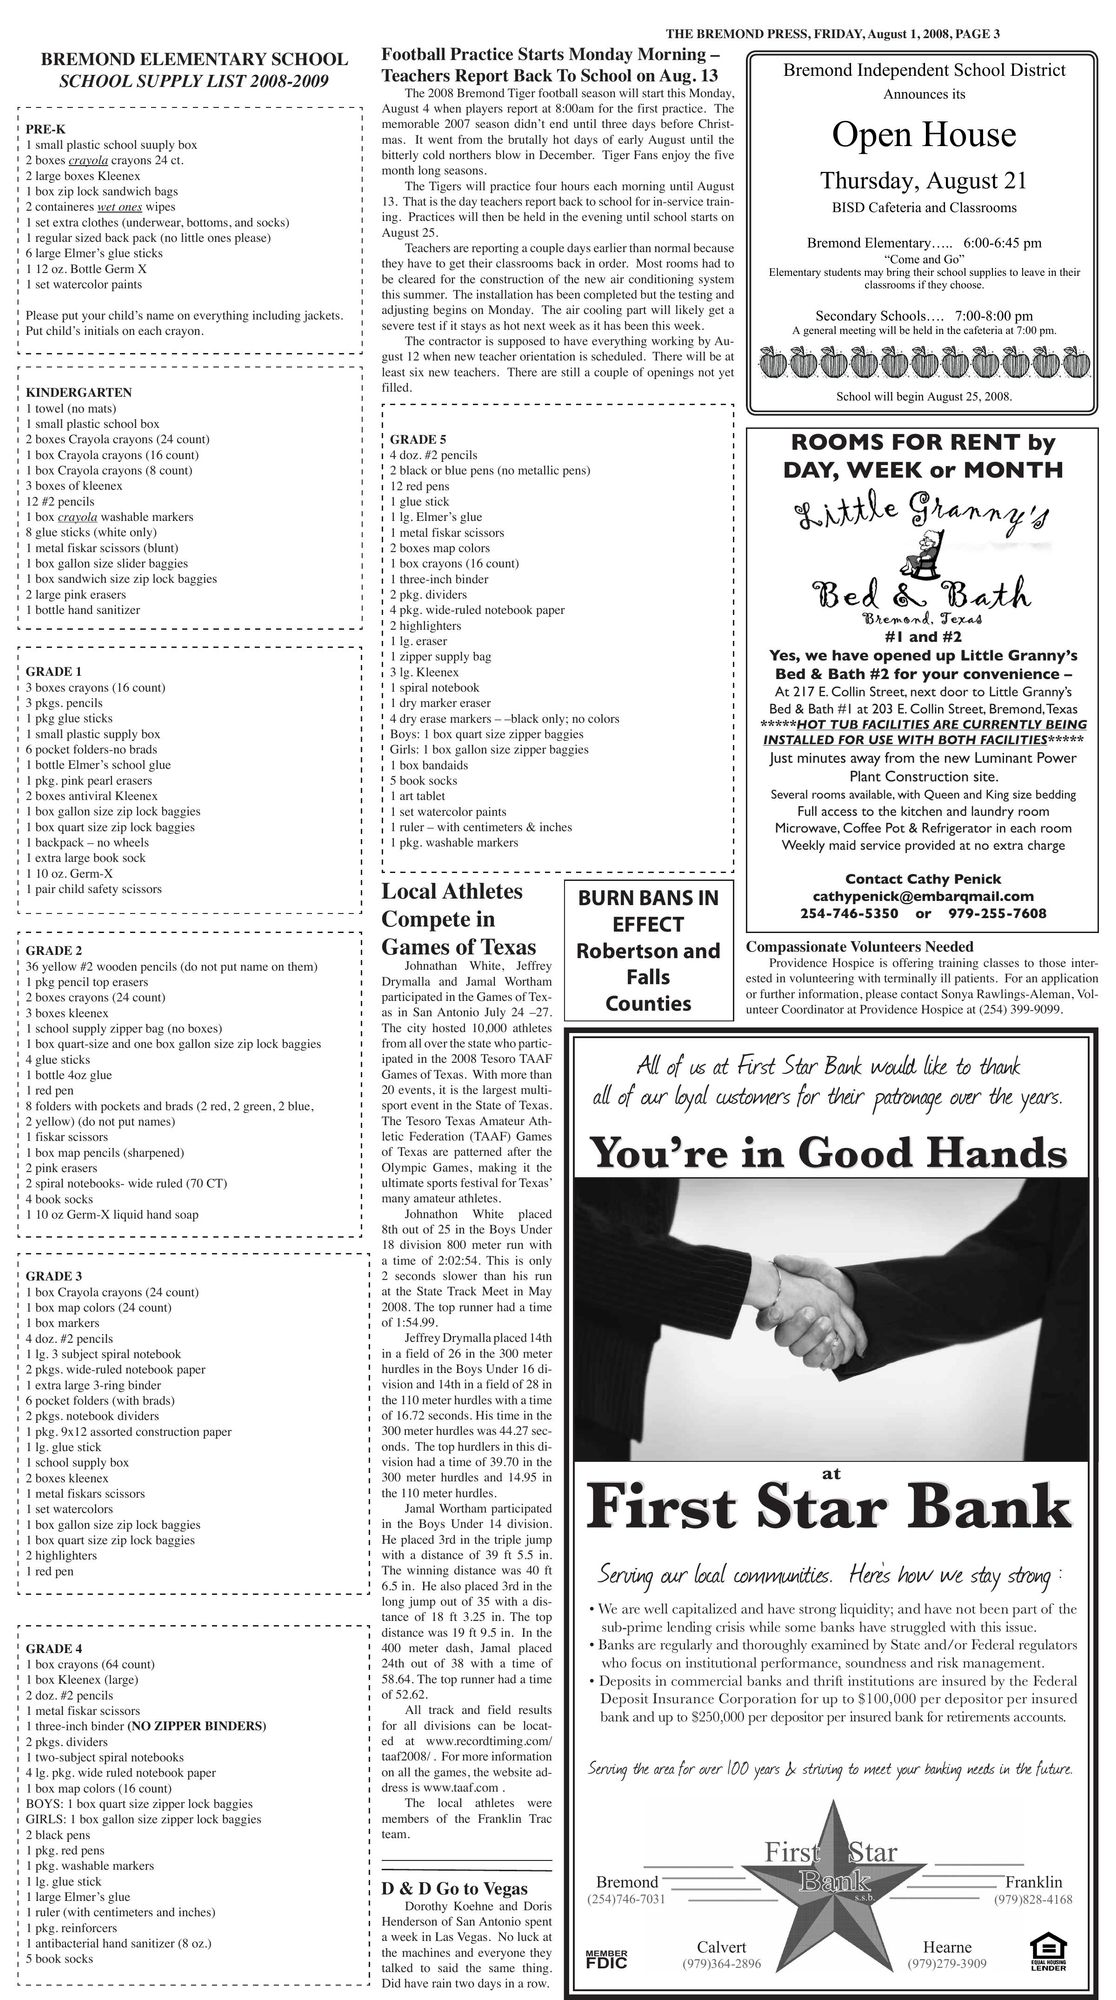 THE BREMOND PRESS, FRIDAY, August 1, 2008, PAGE 3
BREMOND ELEMENTARY SCHOOL
SCHOOL SUPPLY LIST 2008-2009
PRE-K
1 small plastic school suuply box
2 boxes crayola crayons 24 ct.
2 large boxes Kleenex
1 box zip lock sandwich bags
2 containeres wet ones wipes
1 set extra clothes (underwear, bottoms, and socks)
1 regular sized back pack (no little ones please)
6 large Elmer's glue sticks
1 12 oz. Bottle Germ X
1 set watercolor paints
Please put your child's name on everything including jackets.
Put child's initials on each crayon.
KINDERGARTEN
1 towel (no mats)
1 small plastic school box
2 boxes Crayola crayons (24 count)
1 box Crayola crayons (16 count)
1 box Crayola crayons (8 count)
3 boxes of kleenex
12 #2 pencils
1 box crayola washable markers
8 glue sticks (white only)
1 metal fiskar scissors (blunt)
1 box gallon size slider baggies
1 box sandwich size zip lock baggies
2 large pink erasers
1 bottle hand sanitizer
GRADE 1
3 boxes crayons (16 count)
3 pkgs. pencils
1 pkg glue sticks
1 small plastic supply box
6 pocket folders-no brads
1 bottle Elmer's school glue
1 pkg. pink pearl erasers
2 boxes antiviral Kleenex
1 box gallon size zip lock baggies
1 box quart size zip lock baggies
1 backpack – no wheels
1 extra large book sock
1 10 oz. Germ-X
1 pair child safety scissors
GRADE 2
36 yellow #2 wooden pencils (do not put name on them)
1 pkg pencil top erasers
2 boxes crayons (24 count)
3 boxes kleenex
1 school supply zipper bag (no boxes)
1 box quart-size and one box gallon size zip lock baggies
4 glue sticks
1 bottle 4oz glue
1 red pen
8 folders with pockets and brads (2 red, 2 green, 2 blue,
2 yellow) (do not put names)
1 fiskar scissors
1 box map pencils (sharpened)
2 pink erasers
2 spiral notebooks- wide ruled (70 CT)
4 book socks
1 10 oz Germ-X liquid hand soap
GRADE 3
1 box Crayola crayons (24 count)
1 box map colors (24 count)
1 box markers
4 doz. #2 pencils
1 lg. 3 subject spiral notebook
2 pkgs. wide-ruled notebook paper
1 extra large 3-ring binder
6 pocket folders (with brads)
2 pkgs. notebook dividers
1 pkg. 9x12 assorted construction paper
1 lg. glue stick
1 school supply box
2 boxes kleenex
1 metal fiskars scissors
1 set watercolors
1 box gallon size zip lock baggies
1 box quart size zip lock baggies
2 highlighters
1 red pen
GRADE 4
1 box crayons (64 count)
1 box Kleenex (large)
2 doz. #2 pencils
1 metal fiskar scissors
1 three-inch binder (NO ZIPPER BINDERS)
2 pkgs. dividers
1 two-subject spiral notebooks
4 lg. pkg. wide ruled notebook paper
1 box map colors (16 count)
BOYS: 1 box quart size zipper lock baggies
GIRLS: 1 box gallon size zipper lock baggies
2 black pens
1 pkg. red pens
1 pkg. washable markers
1 lg. glue stick
1 large Elmer's glue
1 ruler (with centimeters and inches)
1 pkg. reinforcers
1 antibacterial hand sanitizer (8 oz.)
5 book socks
Football Practice Starts Monday Morning –
Teachers Report Back To School on Aug. 13
The 2008 Bremond Tiger football season will start this Monday,
August 4 when players report at 8:00am for the first practice. The
memorable 2007 season didn't end until three days before Christ-
mas. It went from the brutally hot days of early August until the
bitterly cold northers blow in December. Tiger Fans enjoy the five
month long seasons.
The Tigers will practice four hours each morning until August
13. That is the day teachers report back to school for in-service train-
ing. Practices will then be held in the evening until school starts on
August 25.
Teachers are reporting a couple days earlier than normal because
they have to get their classrooms back in order. Most rooms had to
be cleared for the construction of the new air conditioning system
this summer. The installation has been completed but the testing and
adjusting begins on Monday. The air cooling part will likely get a
severe test if it stays as hot next week as it has been this week.
The contractor is supposed to have everything working by Au-
gust 12 when new teacher orientation is scheduled. There will be at
least six new teachers. There are still a couple of openings not yet
filled.
GRADE 5
4 doz. #2 pencils
2 black or blue pens (no metallic pens)
12 red pens
1 glue stick
1 lg. Elmer's glue
1 metal fiskar scissors
2 boxes map colors
1 box crayons (16 count)
1 three-inch binder
2 pkg. dividers
4 pkg. wide-ruled notebook paper
2 highlighters
1 lg. eraser
1 zipper supply bag
3 lg. Kleenex
1 spiral notebook
1 dry marker eraser
4 dry erase markers – –black only; no colors
Boys: 1 box quart size zipper baggies
Girls: 1 box gallon size zipper baggies
1 box bandaids
5 book socks
1 art tablet
1 set watercolor paints
1 ruler – with centimeters & inches
1 pkg. washable markers
Local Athletes
Compete in
Games of Texas
Johnathan White, Jeffrey
Drymalla and Jamal Wortham
participated in the Games of Tex-
as in San Antonio July 24 –27.
The city hosted 10,000 athletes
from all over the state who partic-
ipated in the 2008 Tesoro TAAF
Games of Texas. With more than
20 events, it is the largest multi-
sport event in the State of Texas.
The Tesoro Texas Amateur Ath-
letic Federation (TAAF) Games
of Texas are patterned after the
Olympic Games, making it the
ultimate sports festival for Texas'
many amateur athletes.
Johnathon White placed
8th out of 25 in the Boys Under
18 division 800 meter run with
a time of 2:02:54. This is only
2 seconds slower than his run
at the State Track Meet in May
2008. The top runner had a time
of 1:54.99.
Jeffrey Drymalla placed 14th
in a field of 26 in the 300 meter
hurdles in the Boys Under 16 di-
vision and 14th in a field of 28 in
the 110 meter hurdles with a time
of 16.72 seconds. His time in the
300 meter hurdles was 44.27 sec-
onds. The top hurdlers in this di-
vision had a time of 39.70 in the
300 meter hurdles and 14.95 in
the 110 meter hurdles.
Jamal Wortham participated
in the Boys Under 14 division.
He placed 3rd in the triple jump
with a distance of 39 ft 5.5 in.
The winning distance was 40 ft
6.5 in. He also placed 3rd in the
long jump out of 35 with a dis-
tance of 18 ft 3.25 in. The top
distance was 19 ft 9.5 in. In the
400 meter dash, Jamal placed
24th out of 38 with a time of
58.64. The top runner had a time
of 52.62.
All track and field results
for all divisions can be locat-
ed at www.recordtiming.com/
taaf2008/ . For more information
on all the games, the website ad-
dress is www.taaf.com .
The local athletes were
members of the Franklin Trac
team.
D & D Go to Vegas
Dorothy Koehne and Doris
Henderson of San Antonio spent
a week in Las Vegas. No luck at
the machines and everyone they
talked to said the same thing.
Did have rain two days in a row.
BURN BANS IN
EFFECT
Robertson and
Falls
Counties
Bremond Independent School District
Announces its
Open House
Thursday, August 21
BISD Cafeteria and Classrooms
Bremond Elementary….. 6:00-6:45 pm
“Come and Go”
Elementary students may bring their school supplies to leave in their
classrooms if they choose.
Secondary Schools…. 7:00-8:00 pm
A general meeting will be held in the cafeteria at 7:00 pm.
School will begin August 25, 2008.
ROOMS FOR RENT by
DAY, WEEK or MONTH
Little Granny's
Bed & Bath
Bremond, Texas
#1 and #2
Yes, we have opened up Little Granny's
Bed & Bath #2 for your convenience –
At 217 E. Collin Street, next door to Little Granny's
Bed & Bath #1 at 203 E. Collin Street, Bremond, Texas
*****HOT TUB FACILITIES ARE CURRENTLY BEING
INSTALLED FOR USE WITH BOTH FACILITIES*****
Just minutes away from the new Luminant Power
Plant Construction site.
Several rooms available, with Queen and King size bedding
Full access to the kitchen and laundry room
Microwave, Coffee Pot & Refrigerator in each room
Weekly maid service provided at no extra charge
Contact Cathy Penick
cathypenick@embarqmail.com
254-746-5350 or 979-255-7608
Compassionate Volunteers Needed
Providence Hospice is offering training classes to those inter-
ested in volunteering with terminally ill patients. For an application
or further information, please contact Sonya Rawlings-Aleman, Vol-
unteer Coordinator at Providence Hospice at (254) 399-9099.
All of us at First Star Bank would like to thank
all of our loyal customers for their patronage over the years.
You're in Good Hands
at
First Star Bank
Serving our local communities. Here's how we stay strong :
• We are well capitalized and have strong liquidity; and have not been part of the
sub-prime lending crisis while some banks have struggled with this issue.
• Banks are regularly and thoroughly examined by State and/or Federal regulators
who focus on institutional performance, soundness and risk management.
• Deposits in commercial banks and thrift institutions are insured by the Federal
Deposit Insurance Corporation for up to $100,000 per depositor per insured
bank and up to $250,000 per depositor per insured bank for retirements accounts.
Serving the area for over 100 years & striving to meet your banking needs in the future.
First Star
Bank
s.s.b.
Bremond
(254)746-7031
Franklin
(979)828-4168
Calvert
(979)364-2896
Hearne
(979)279-3909
MEMBER
FDIC
EQUAL HOUSING
LENDER